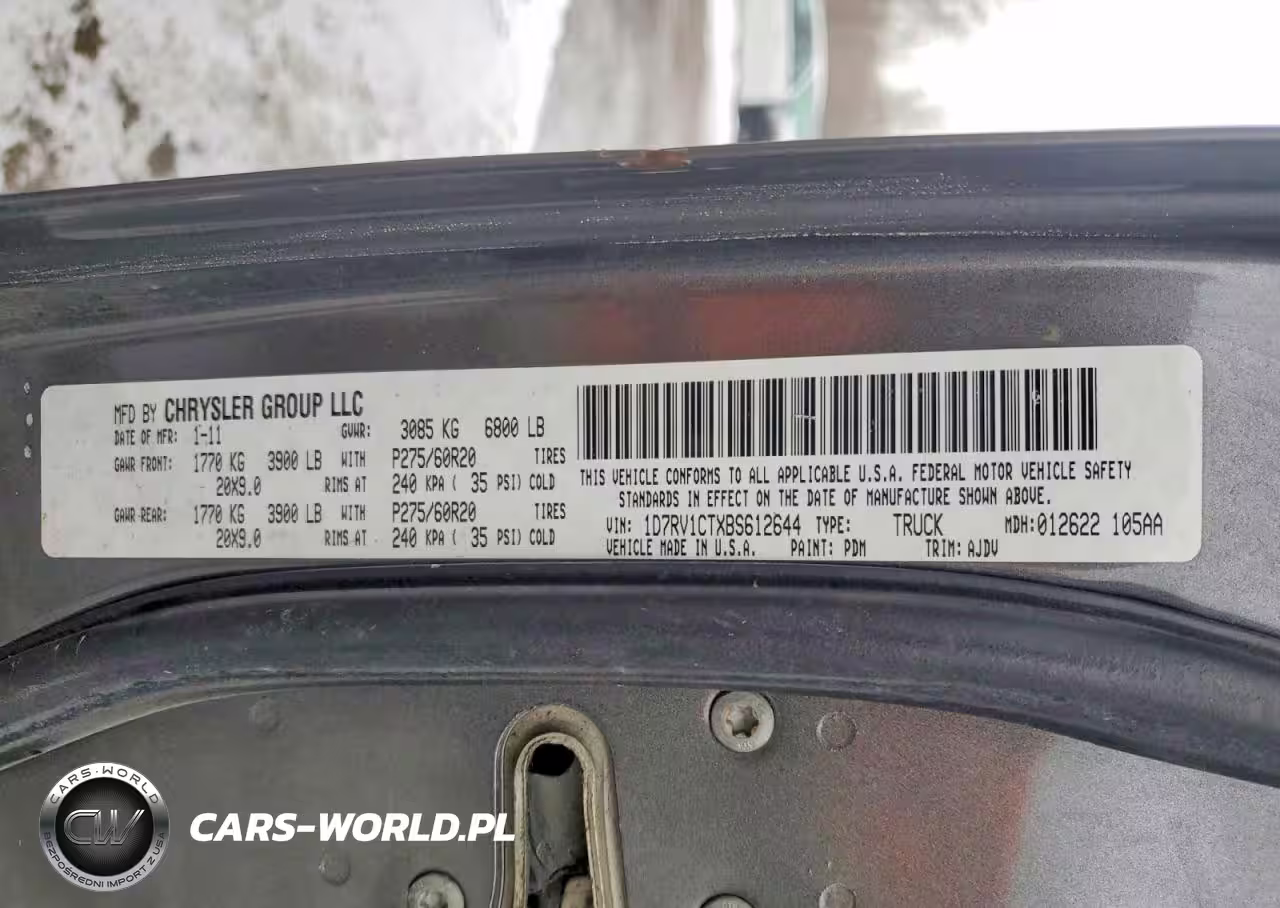 MFD BY CHRYSLER GROUP LLC
DATE OF MFR: 1-11 GVWR: 3085 KG 6800 LB
GAWR FRONT: 1770 KG 3900 LB WITH P275/60R20 TIRES
20X9.0 RIMS AT 240 KPA ( 35 PSI) COLD
GAWR REAR: 1770 KG 3900 LB WITH P275/60R20 TIRES
20X9.0 RIMS AT 240 KPA ( 35 PSI) COLD
THIS VEHICLE CONFORMS TO ALL APPLICABLE U.S.A. FEDERAL MOTOR VEHICLE SAFETY
STANDARDS IN EFFECT ON THE DATE OF MANUFACTURE SHOWN ABOVE.
VIN: 1D7RV1CTXBS612644 TYPE: TRUCK MDH:012622 105AA
VEHICLE MADE IN U.S.A. PAINT: PDM TRIM: AJDV
CARS-WORLD
CW
BEZPOŚREDNI IMPORT Z USA
CARS-WORLD.PL